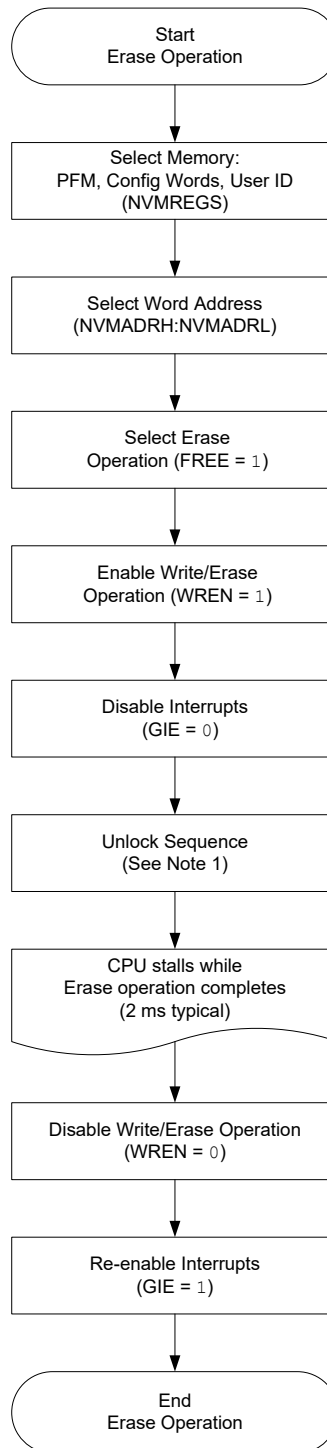 Start
Erase Operation
Select Memory:
PFM, Config Words, User ID
(NVMREGS)
Select Word Address
(NVMADRH:NVMADRL)
Select Erase
Operation (FREE = 1)
Enable Write/Erase
Operation (WREN = 1)
Disable Interrupts
(GIE = 0)
Unlock Sequence
(See Note 1)
CPU stalls while
Erase operation completes
(2 ms typical)
Disable Write/Erase Operation
(WREN = 0)
Re-enable Interrupts
(GIE = 1)
End
Erase Operation